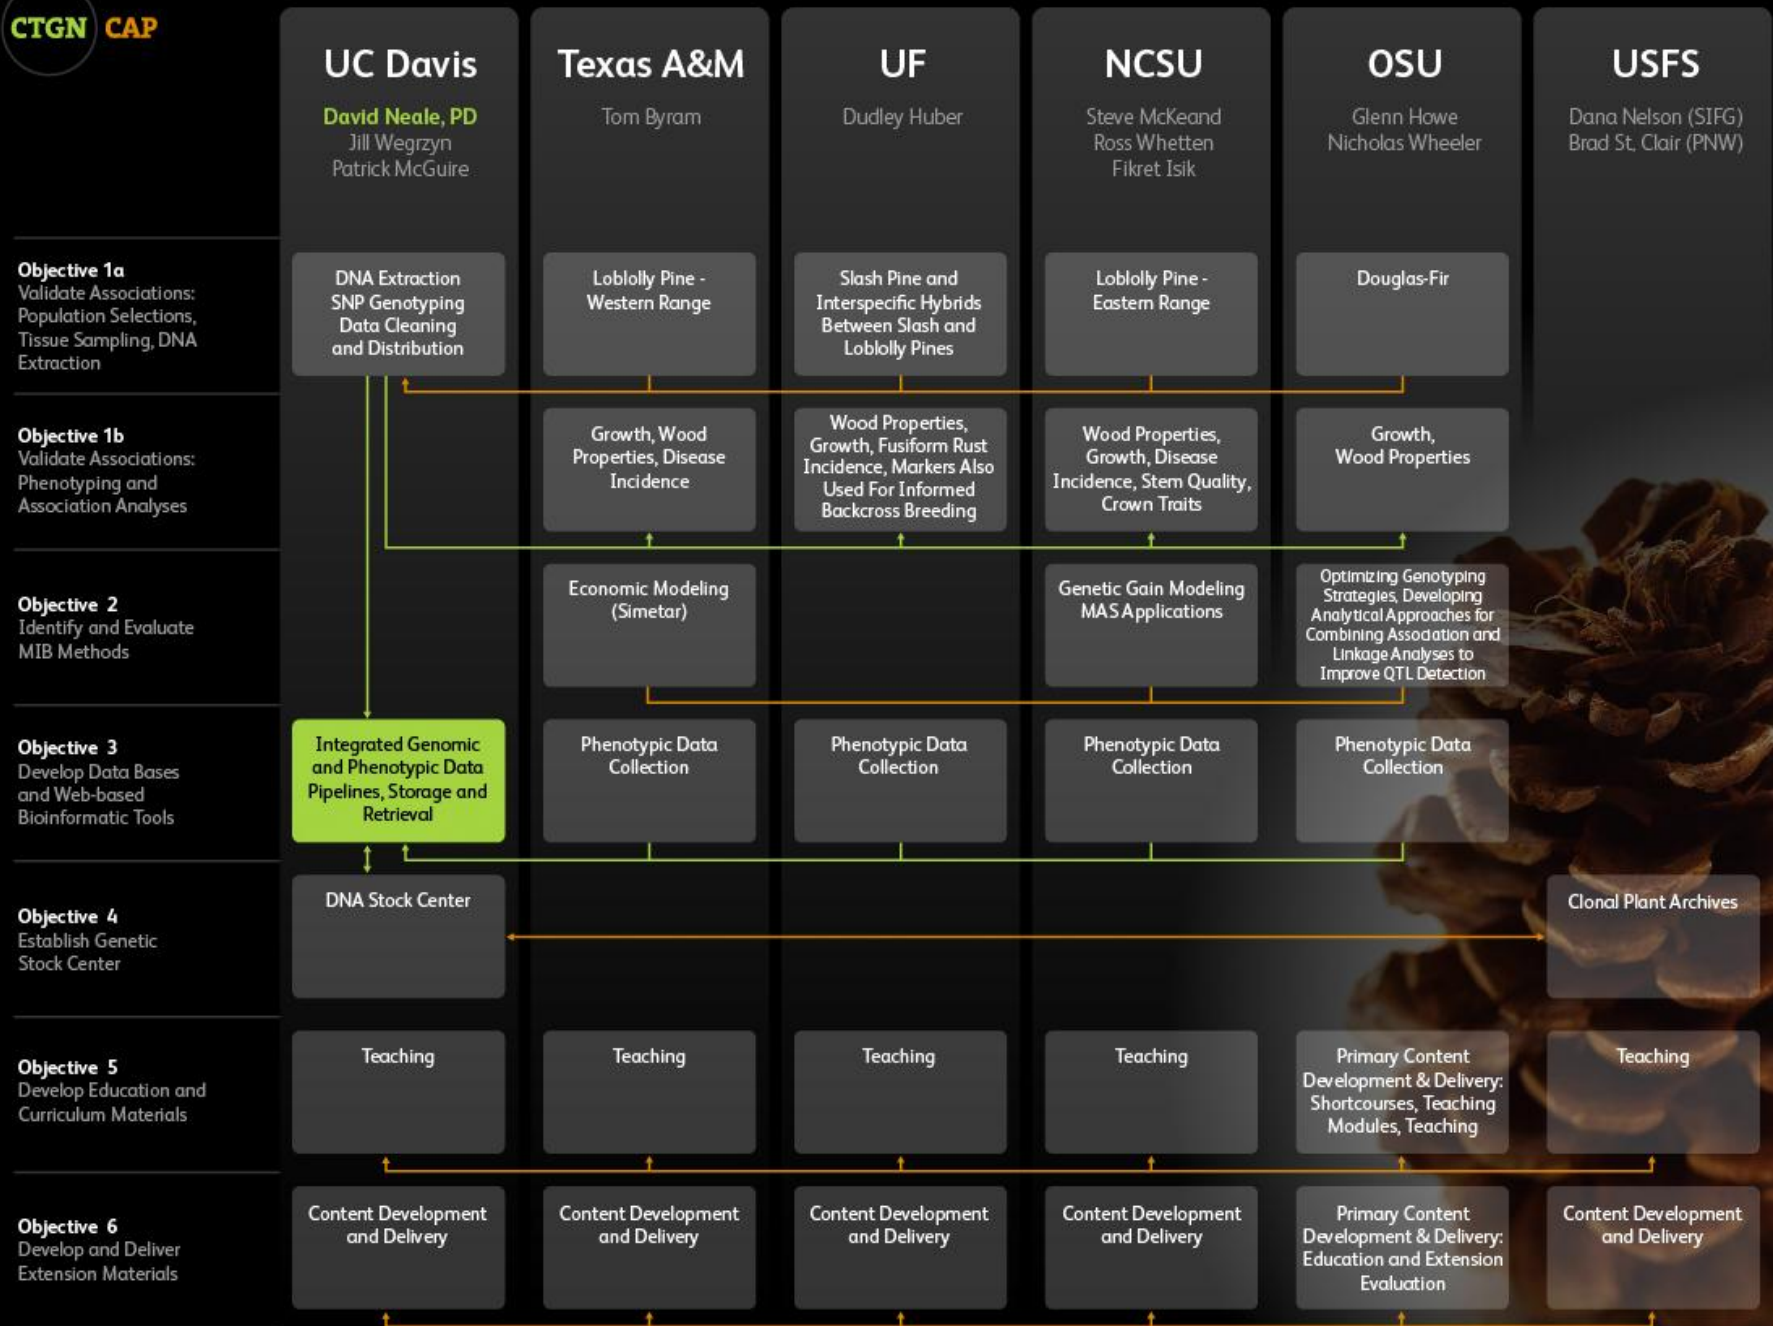 CTGN CAP
UC Davis
David Neale, PD
Jill Wegrzyn
Patrick McGuire
Texas A&M
Tom Byram
UF
Dudley Huber
NCSU
Steve McKeand
Ross Whetten
Fikret Isik
OSU
Glenn Howe
Nicholas Wheeler
USFS
Dana Nelson (SIFG)
Brad St. Clair (PNW)
Objective 1a
Validate Associations:
Population Selections,
Tissue Sampling, DNA
Extraction
DNA Extraction
SNP Genotyping
Data Cleaning
and Distribution
Loblolly Pine -
Western Range
Slash Pine and
Interspecific Hybrids
Between Slash and
Loblolly Pines
Loblolly Pine -
Eastern Range
Douglas-Fir
Objective 1b
Validate Associations:
Phenotyping and
Association Analyses
Growth, Wood
Properties, Disease
Incidence
Wood Properties,
Growth, Fusiform Rust
Incidence, Markers Also
Used For Informed
Backcross Breeding
Wood Properties,
Growth, Disease
Incidence, Stem Quality,
Crown Traits
Growth,
Wood Properties
Objective 2
Identify and Evaluate
MIB Methods
Economic Modeling
(Simetar)
Genetic Gain Modeling
MAS Applications
Optimizing Genotyping
Strategies, Developing
Analytical Approaches for
Combining Association and
Linkage Analyses to
Improve QTL Detection
Objective 3
Develop Data Bases
and Web-based
Bioinformatic Tools
Integrated Genomic
and Phenotypic Data
Pipelines, Storage and
Retrieval
Phenotypic Data
Collection
Phenotypic Data
Collection
Phenotypic Data
Collection
Phenotypic Data
Collection
Objective 4
Establish Genetic
Stock Center
DNA Stock Center
Clonal Plant Archives
Objective 5
Develop Education and
Curriculum Materials
Teaching
Teaching
Teaching
Teaching
Primary Content
Development & Delivery:
Shortcourses, Teaching
Modules, Teaching
Teaching
Objective 6
Develop and Deliver
Extension Materials
Content Development
and Delivery
Content Development
and Delivery
Content Development
and Delivery
Content Development
and Delivery
Primary Content
Development & Delivery:
Education and Extension
Evaluation
Content Development
and Delivery